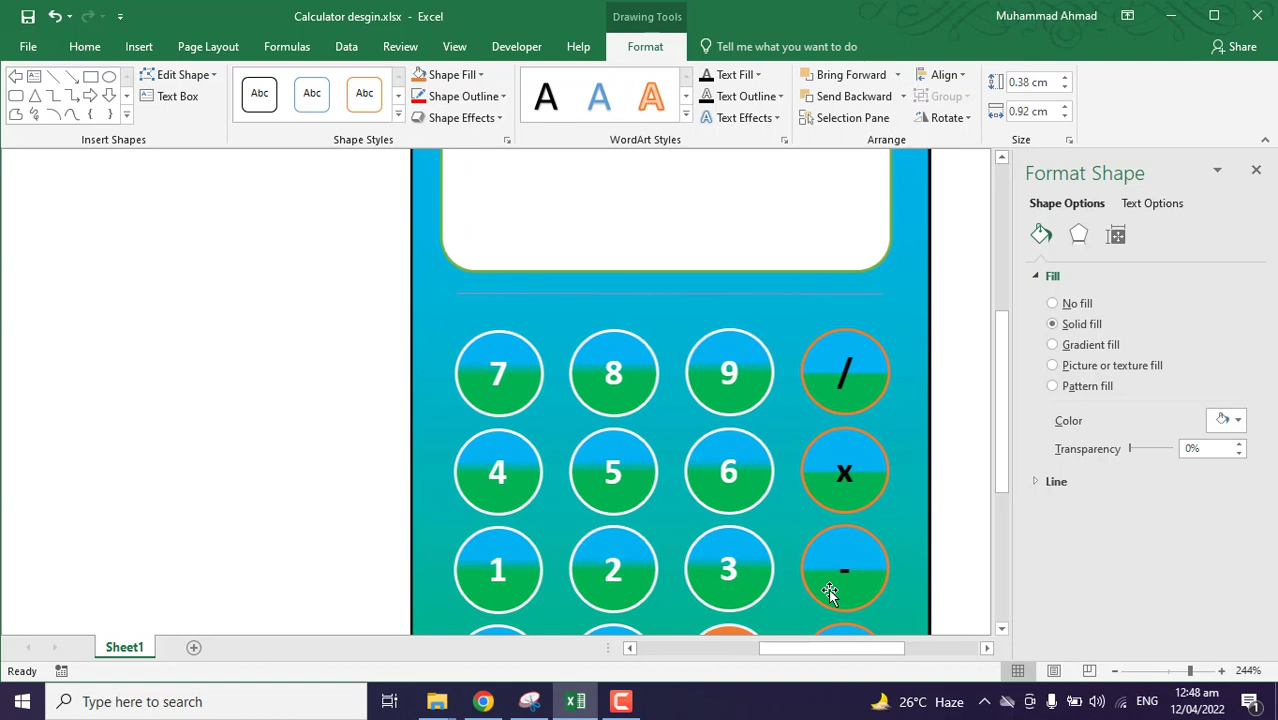 Calculator desgin.xlsx - Excel
Drawing Tools
Muhammad Ahmad
File Home Insert Page Layout Formulas Data Review View Developer Help Format Tell me what you want to do Share
Edit Shape
Text Box
Insert Shapes
Abc Abc Abc
Shape Fill
Shape Outline
Shape Effects
Shape Styles
A A A
Text Fill
Text Outline
Text Effects
WordArt Styles
Bring Forward
Send Backward
Selection Pane
Align
Group
Rotate
Arrange
0.38 cm
0.92 cm
Size
7 8 9 /
4 5 6 x
1 2 3 -
Format Shape
Shape Options Text Options
Fill
No fill
Solid fill
Gradient fill
Picture or texture fill
Pattern fill
Color
Transparency 0%
Line
Sheet1
Ready
244%
Type here to search
26°C Haze
ENG
12:48 am
12/04/2022
1